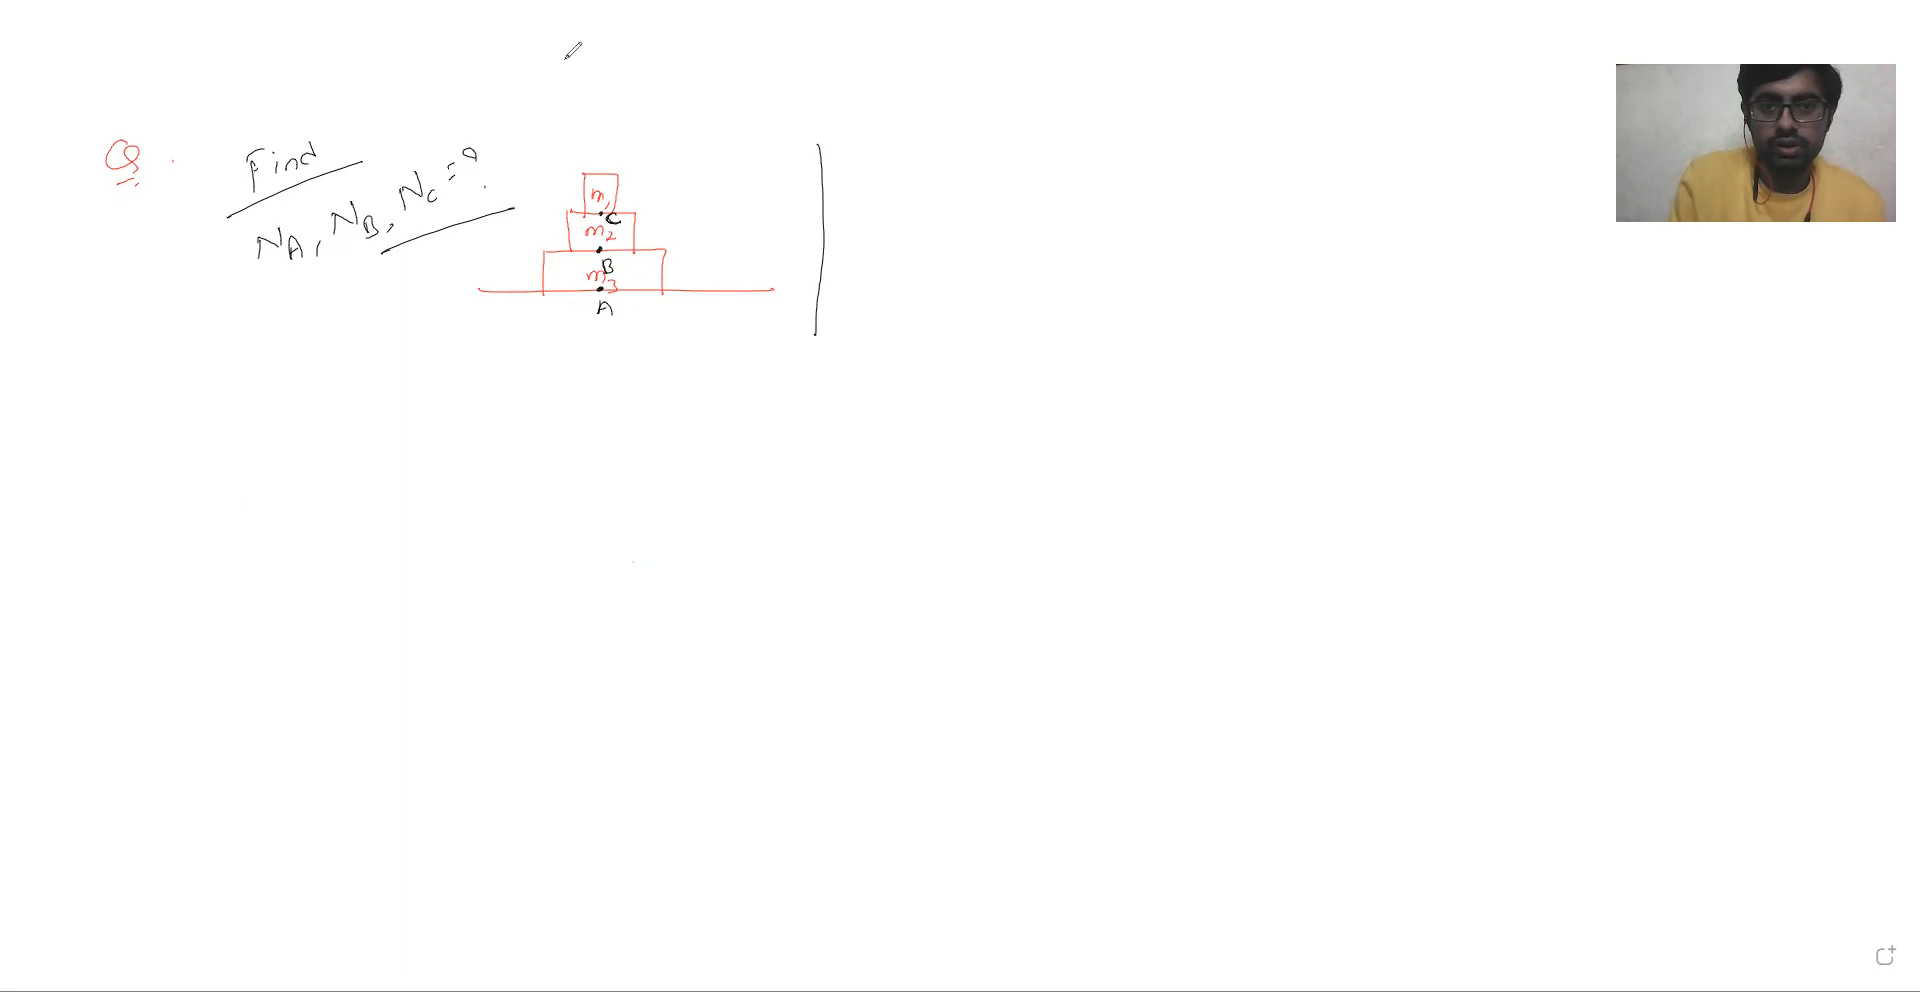 Q.
Find
NA, NB, NC = ?
m1
C
m2
B
m3
A